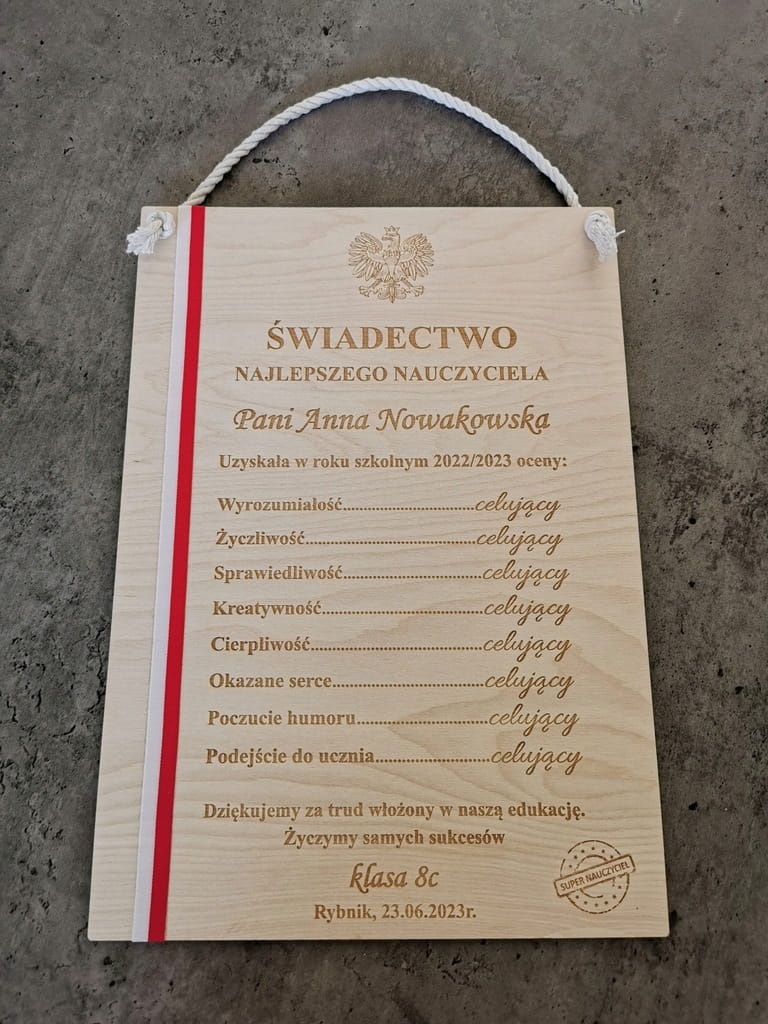 ŚWIADECTWO
NAJLEPSZEGO NAUCZYCIELA
Pani Anna Nowakowska
Uzyskała w roku szkolnym 2022/2023 oceny:
Wyrozumiałość................................celujący
Życzliwość.........................................celujący
Sprawiedliwość.................................celujący
Kreatywność.....................................celujący
Cierpliwość.........................................celujący
Okazane serce....................................celujący
Poczucie humoru...............................celujący
Podejście do ucznia...........................celujący
Dziękujemy za trud włożony w naszą edukację.
Życzymy samych sukcesów
klasa 8c
SUPER NAUCZYCIEL
Rybnik, 23.06.2023r.